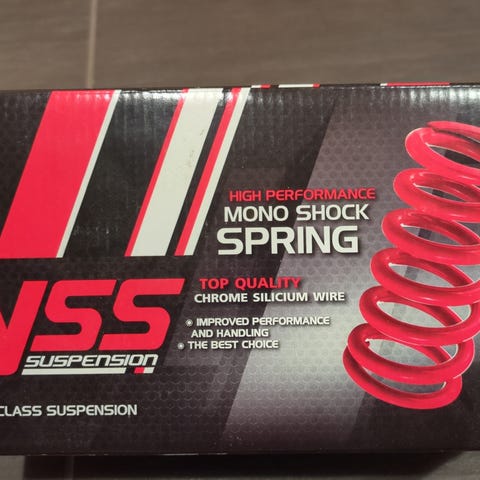 HIGH PERFORMANCE
MONO SHOCK
SPRING
TOP QUALITY
CHROME SILICIUM WIRE
IMPROVED PERFORMANCE
AND HANDLING
THE BEST CHOICE
SUSPENSION
CLASS SUSPENSION